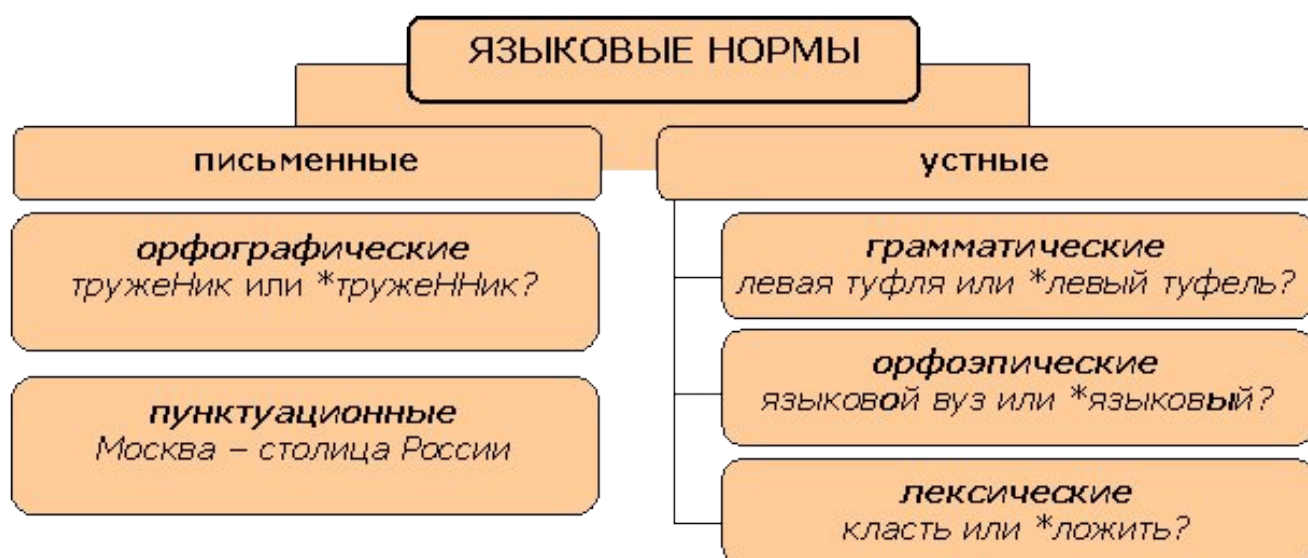 ЯЗЫКОВЫЕ НОРМЫ
письменные
орфографические
тружеНик или *тружеННик?
пунктуационные
Москва – столица России
устные
грамматические
левая туфля или *левый туфель?
орфоэпические
языковой вуз или *языковый?
лексические
класть или *ложить?